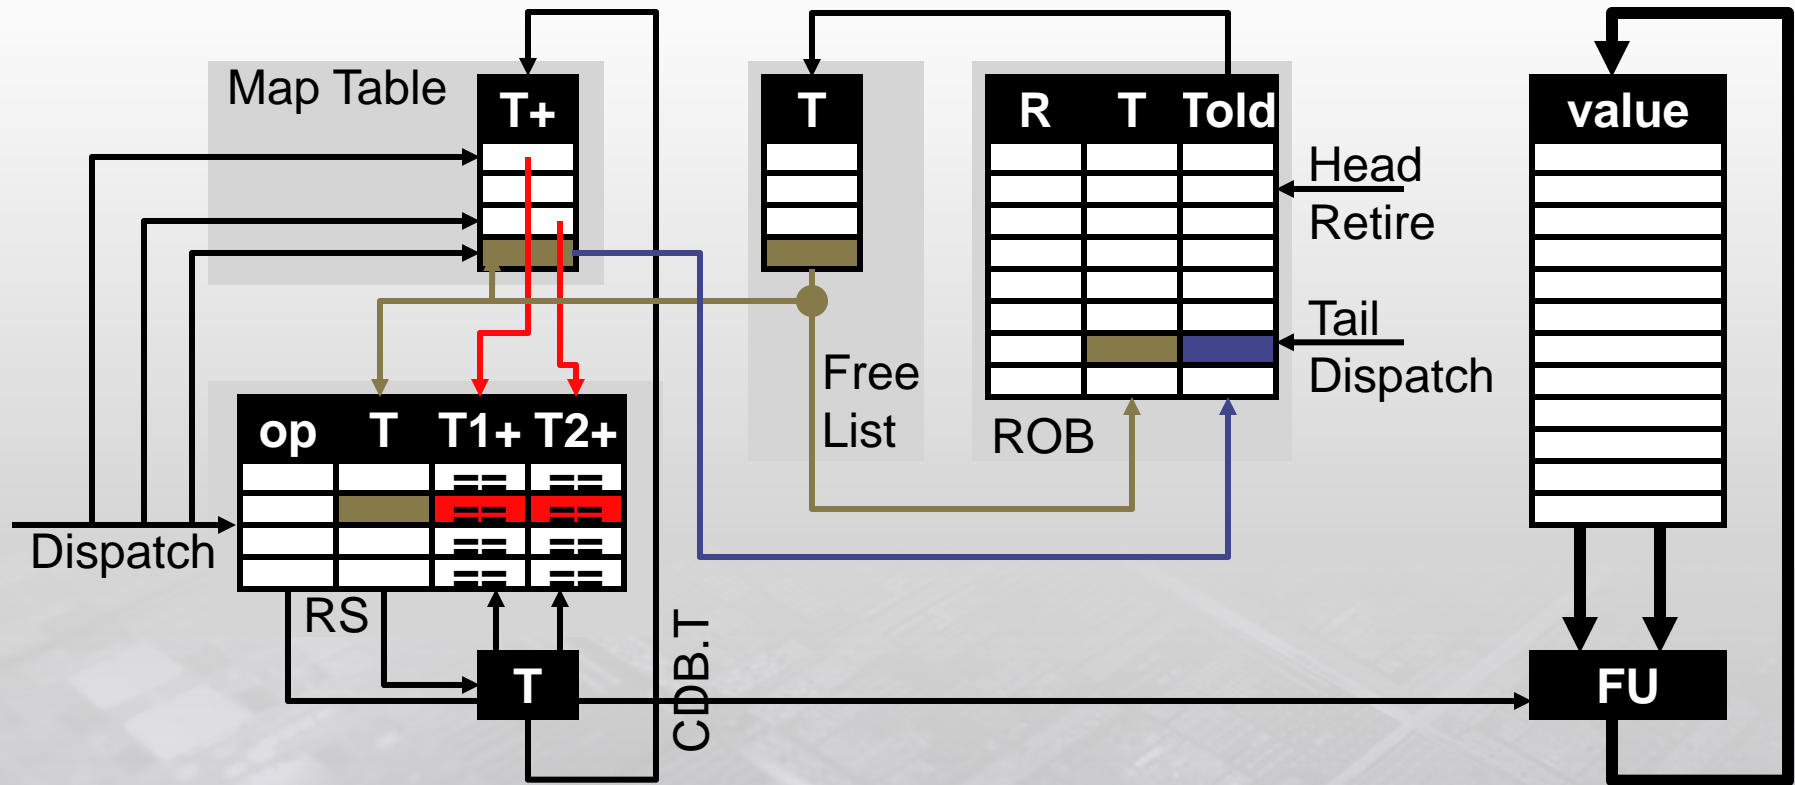 Map Table
T+
T
R T Told
value
Head
Retire
Tail
Dispatch
Free
List
ROB
op T T1+ T2+
== ==
== ==
== ==
== ==
Dispatch
RS
CDB.T
T
FU